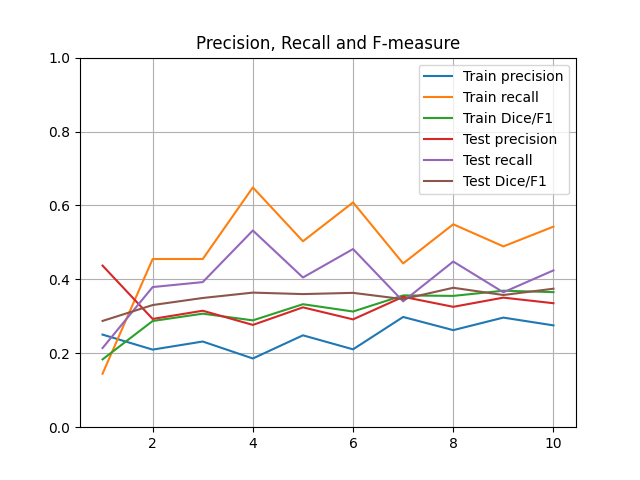 Precision, Recall and F-measure
1.0
0.8
0.6
0.4
0.2
0.0
Train precision
Train recall
Train Dice/F1
Test precision
Test recall
Test Dice/F1
2 4 6 8 10